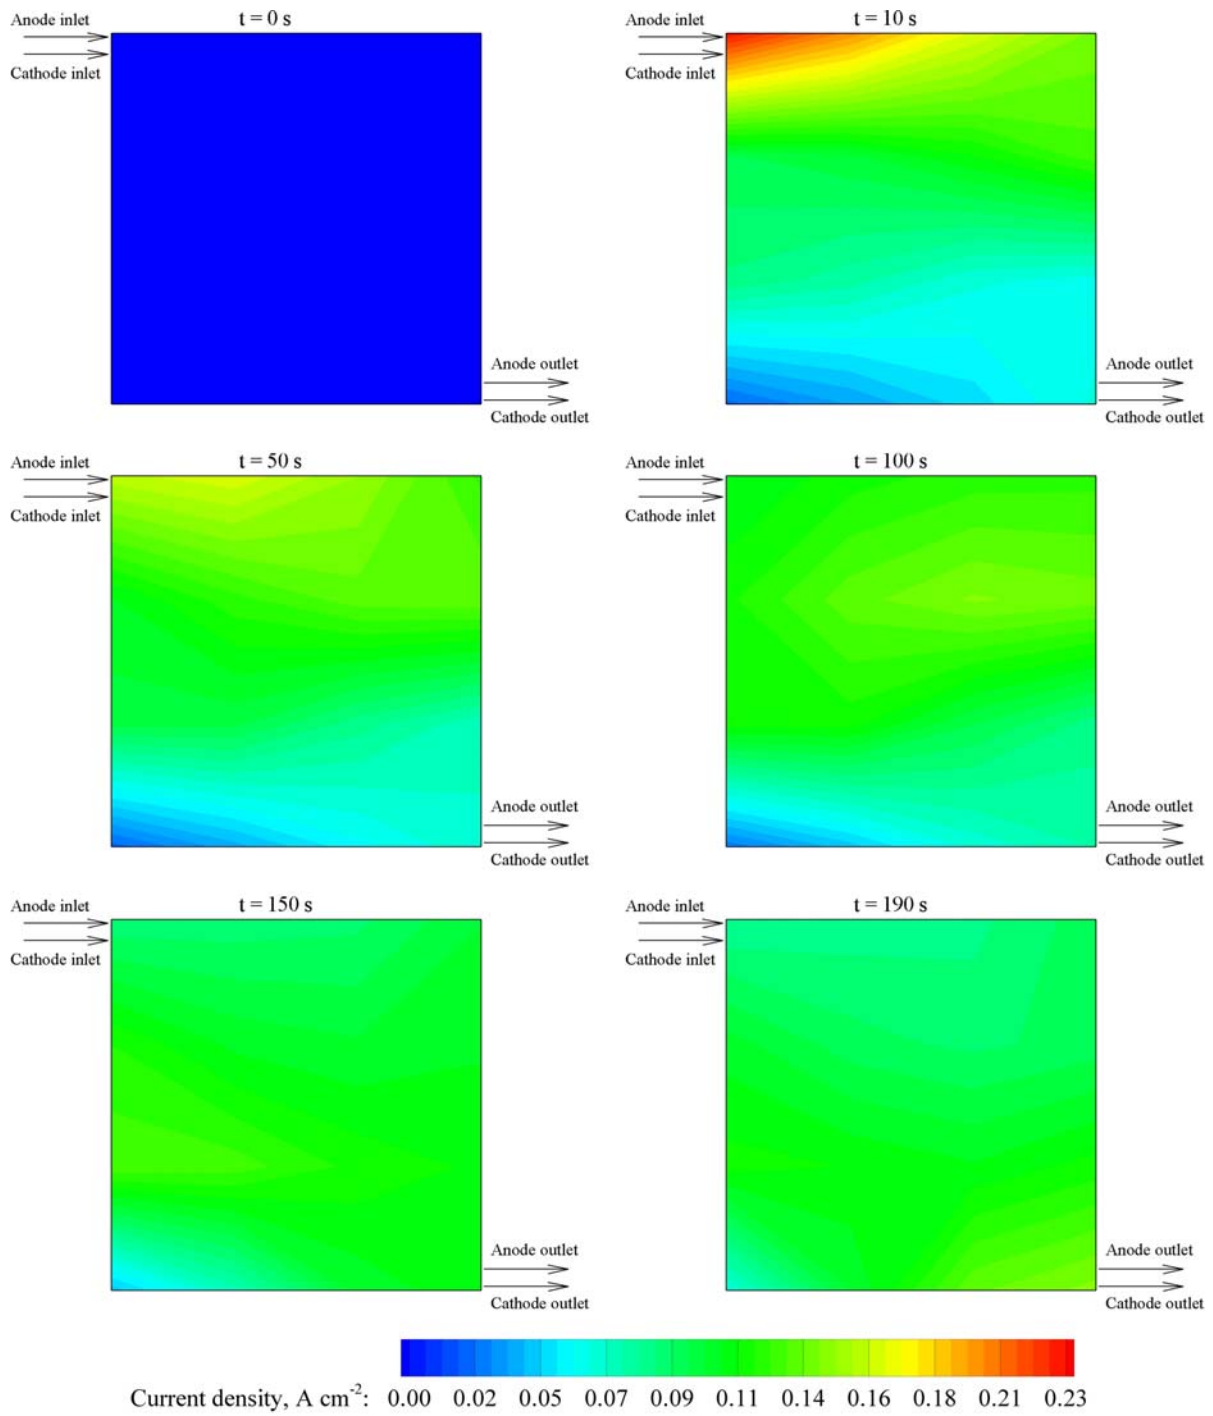 t = 0 s
Anode inlet
Cathode inlet
Anode outlet
Cathode outlet
t = 10 s
Anode inlet
Cathode inlet
Anode outlet
Cathode outlet
t = 50 s
Anode inlet
Cathode inlet
Anode outlet
Cathode outlet
t = 100 s
Anode inlet
Cathode inlet
Anode outlet
Cathode outlet
t = 150 s
Anode inlet
Cathode inlet
Anode outlet
Cathode outlet
t = 190 s
Anode inlet
Cathode inlet
Anode outlet
Cathode outlet
Current density, A cm⁻²: 0.00 0.02 0.05 0.07 0.09 0.11 0.14 0.16 0.18 0.21 0.23